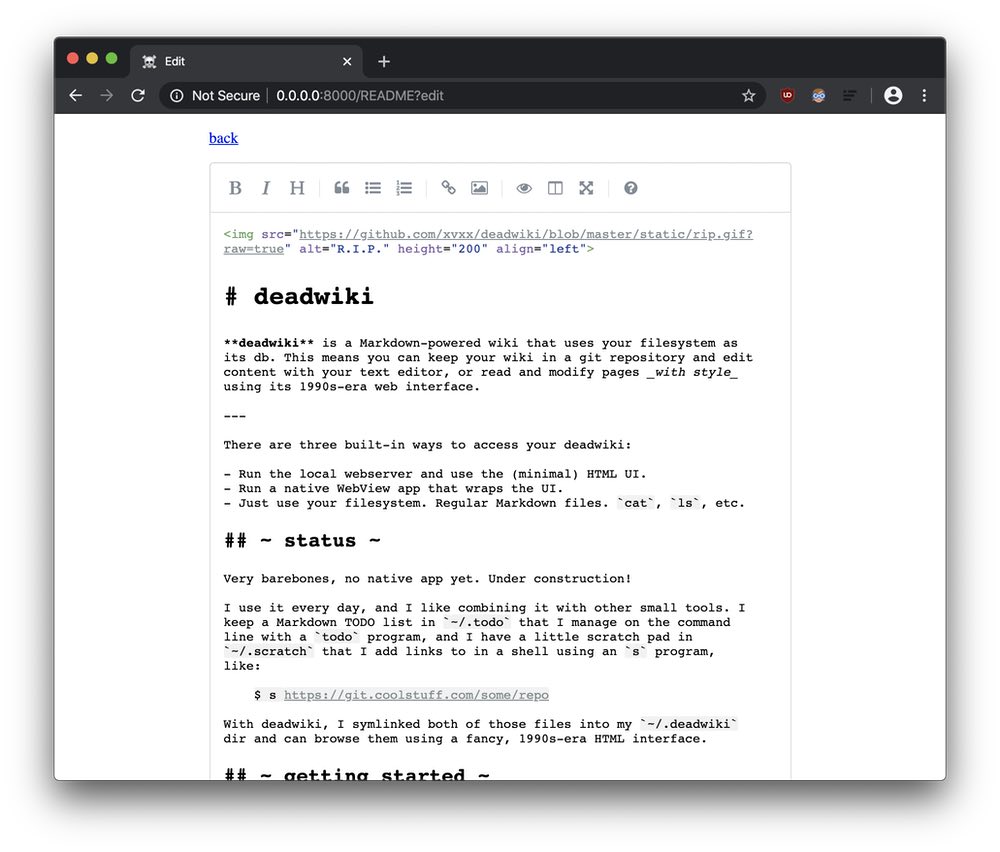 Edit
Not Secure 0.0.0.0:8000/README?edit
back
B I H
<img src="https://github.com/xvxx/deadwiki/blob/master/static/rip.gif?
raw=true" alt="R.I.P." height="200" align="left">
# deadwiki
**deadwiki** is a Markdown-powered wiki that uses your filesystem as
its db. This means you can keep your wiki in a git repository and edit
content with your text editor, or read and modify pages _with style_
using its 1990s-era web interface.
---
There are three built-in ways to access your deadwiki:
- Run the local webserver and use the (minimal) HTML UI.
- Run a native WebView app that wraps the UI.
- Just use your filesystem. Regular Markdown files. `cat`, `ls`, etc.
## ~ status ~
Very barebones, no native app yet. Under construction!
I use it every day, and I like combining it with other small tools. I
keep a Markdown TODO list in `~/.todo` that I manage on the command
line with a `todo` program, and I have a little scratch pad in
`~/.scratch` that I add links to in a shell using an `s` program,
like:
$ s https://git.coolstuff.com/some/repo
With deadwiki, I symlinked both of those files into my `~/.deadwiki`
dir and can browse them using a fancy, 1990s-era HTML interface.
## ~ getting started ~